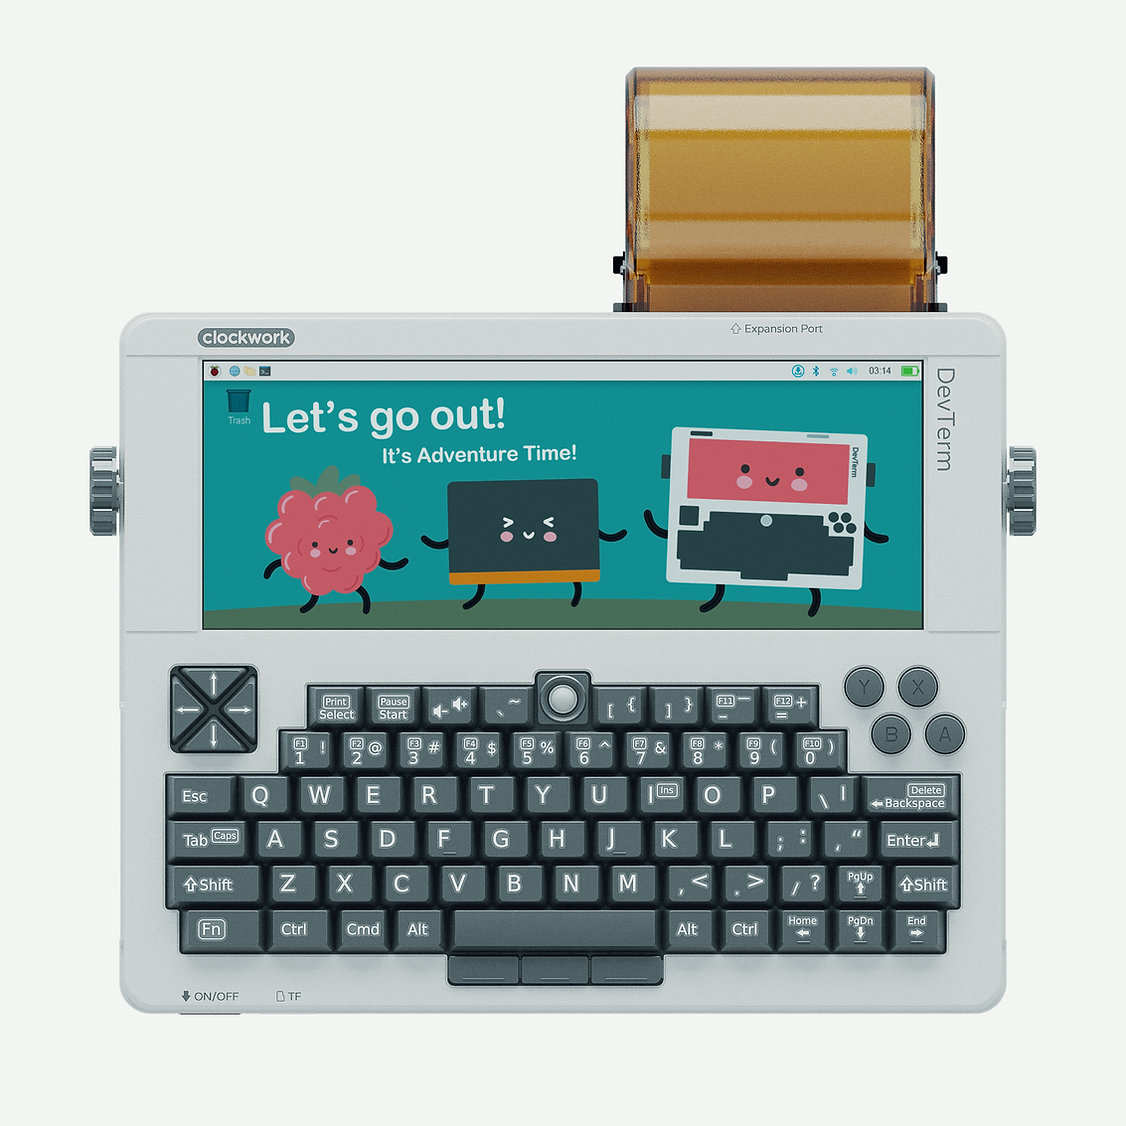 clockwork
Expansion Port
DevTerm
03:14
Trash
Let's go out!
It's Adventure Time!
DevTerm
Print Select
Pause Start
` ~
[ {
] }
F11 - _
F12 + =
F1 1 !
F2 2 @
F3 3 #
F4 4 $
F5 5 %
F6 6 ^
F7 7 &
F8 8 *
F9 9 (
F10 0 )
Y X
B A
Esc Q W E R T Y U I Ins O P \ | Delete Backspace
Tab Caps A S D F G H J K L ; : , “ Enter
Shift Z X C V B N M , < . > / ? PgUp Shift
Fn Ctrl Cmd Alt Alt Ctrl Home PgDn End
ON/OFF TF